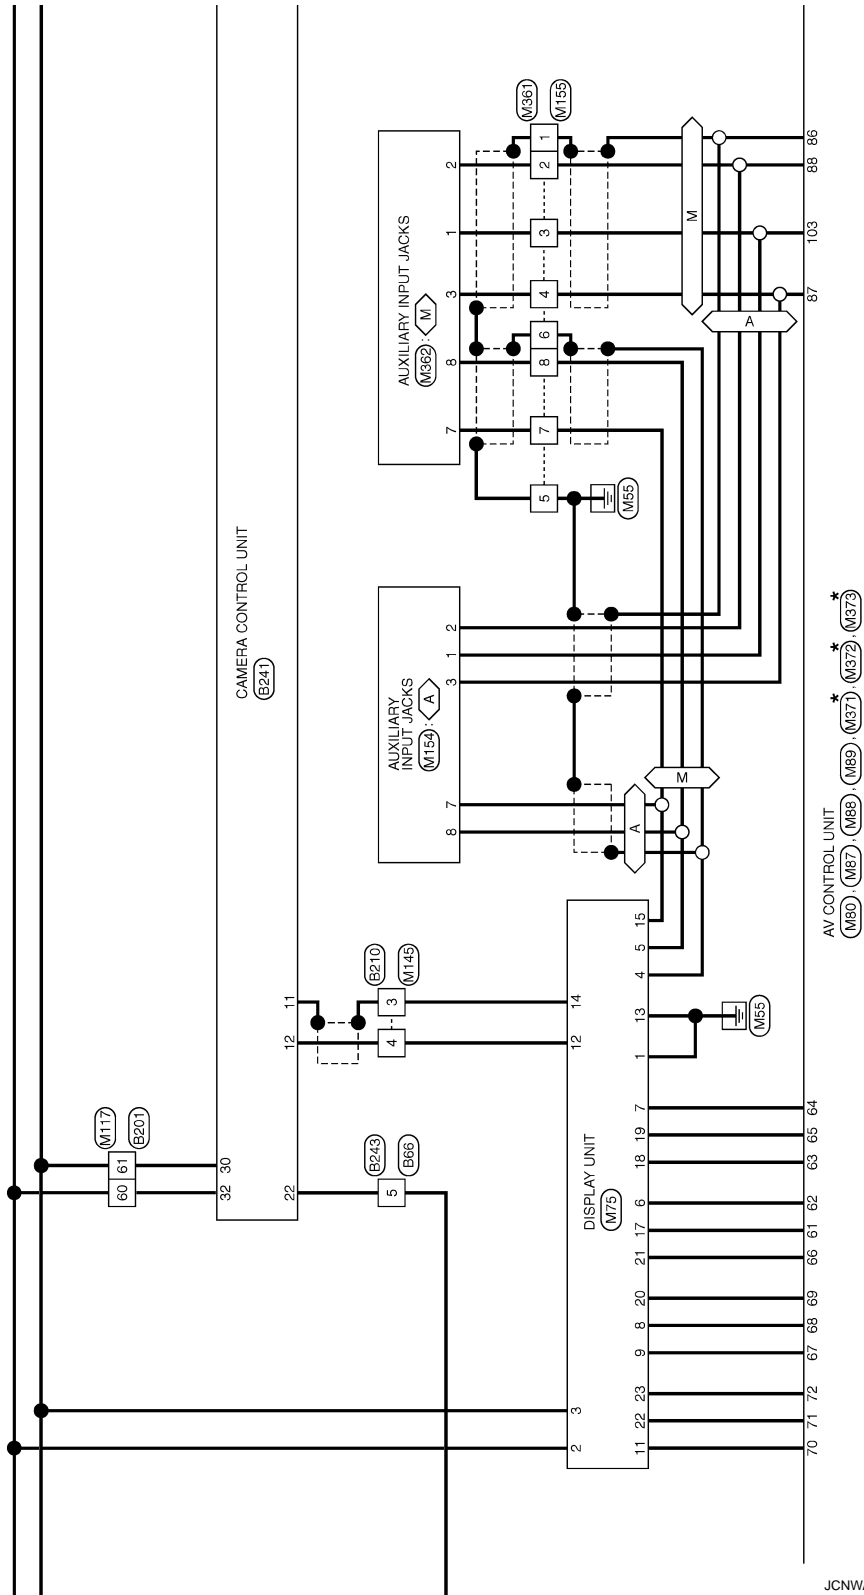 M361
M155
1
2
3
4
6
8
7
5
AUXILIARY INPUT JACKS
M362 : M
2
1
3
8
7
M
A
86
88
103
87
M55
CAMERA CONTROL UNIT
B241
AUXILIARY
INPUT JACKS
M154 : A
2
1
3
7
8
M
A
AV CONTROL UNIT
M80 , M87 , M88 , M89 , M371* , M372* , M373*
11
12
B210
M145
3
4
14
12
15
5
4
13
1
M55
M117
B201
61
60
30
32
22
B243
B66
5
DISPLAY UNIT
M75
7
19
18
6
17
21
20
8
9
23
22
11
3
2
64
65
63
62
61
66
69
68
67
72
71
70
JCNW